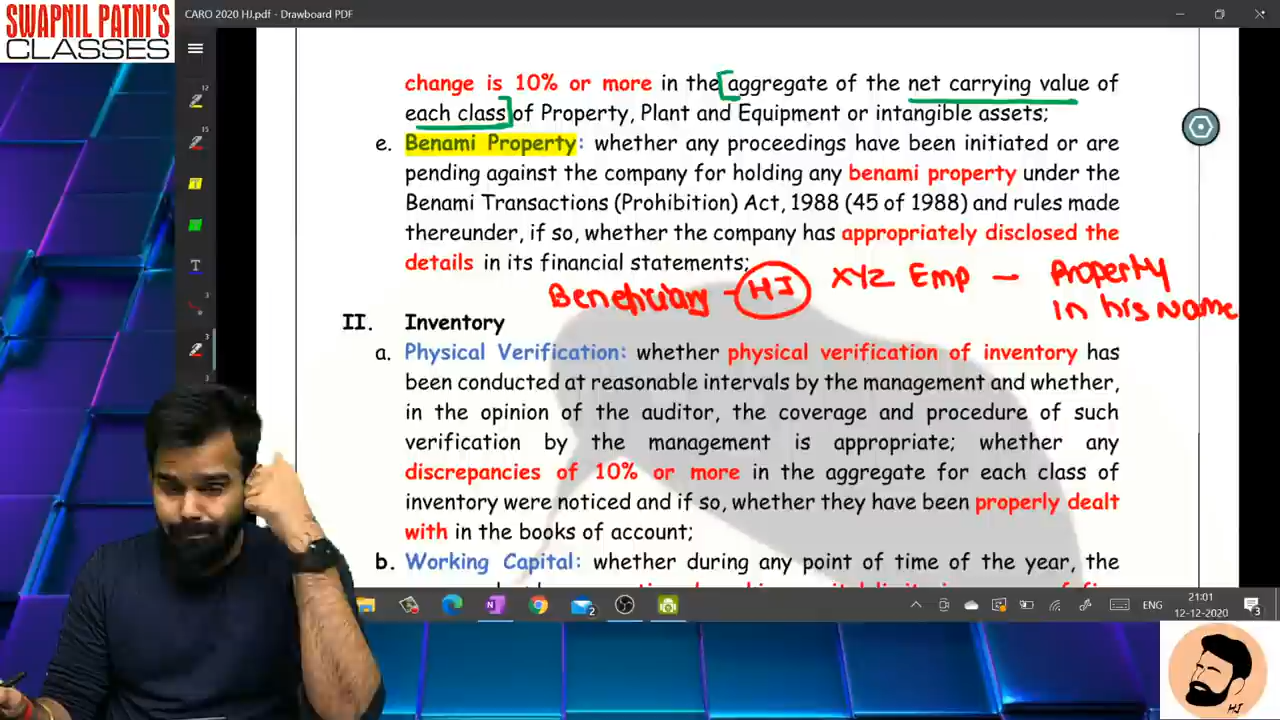 SWAPNIL PATNI'S
CLASSES
CARO 2020 HJ.pdf - Drawboard PDF
change is 10% or more in the aggregate of the net carrying value of
each class of Property, Plant and Equipment or intangible assets;
e. Benami Property: whether any proceedings have been initiated or are
pending against the company for holding any benami property under the
Benami Transactions (Prohibition) Act, 1988 (45 of 1988) and rules made
thereunder, if so, whether the company has appropriately disclosed the
details in its financial statements;
Beneficiary - HJ XYZ Emp - Property
in his name
II. Inventory
a. Physical Verification: whether physical verification of inventory has
been conducted at reasonable intervals by the management and whether,
in the opinion of the auditor, the coverage and procedure of such
verification by the management is appropriate; whether any
discrepancies of 10% or more in the aggregate for each class of
inventory were noticed and if so, whether they have been properly dealt
with in the books of account;
b. Working Capital: whether during any point of time of the year, the
12
15
T
3
2
ENG
21:01
12-12-2020
3
HJ